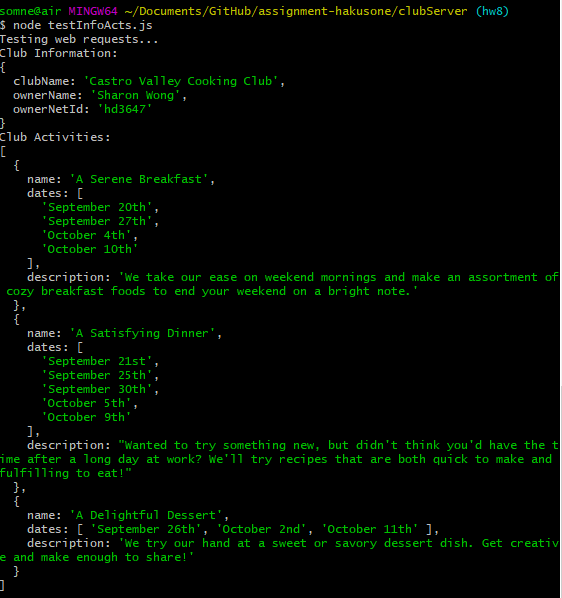 somne@air MINGW64 ~/Documents/GitHub/assignment-hakusone/clubServer (hw8)
$ node testInfoActs.js
Testing web requests...
Club Information:
{
  clubName: 'Castro Valley Cooking Club',
  ownerName: 'Sharon Wong',
  ownerNetId: 'hd3647'
}
Club Activities:
[
  {
    name: 'A Serene Breakfast',
    dates: [
      'September 20th',
      'September 27th',
      'October 4th',
      'October 10th'
    ],
    description: 'We take our ease on weekend mornings and make an assortment of
 cozy breakfast foods to end your weekend on a bright note.'
  },
  {
    name: 'A Satisfying Dinner',
    dates: [
      'September 21st',
      'September 25th',
      'September 30th',
      'October 5th',
      'October 9th'
    ],
    description: "Wanted to try something new, but didn't think you'd have the t
ime after a long day at work? We'll try recipes that are both quick to make and
fulfilling to eat!"
  },
  {
    name: 'A Delightful Dessert',
    dates: [ 'September 26th', 'October 2nd', 'October 11th' ],
    description: 'We try our hand at a sweet or savory dessert dish. Get creativ
e and make enough to share!'
  }
]